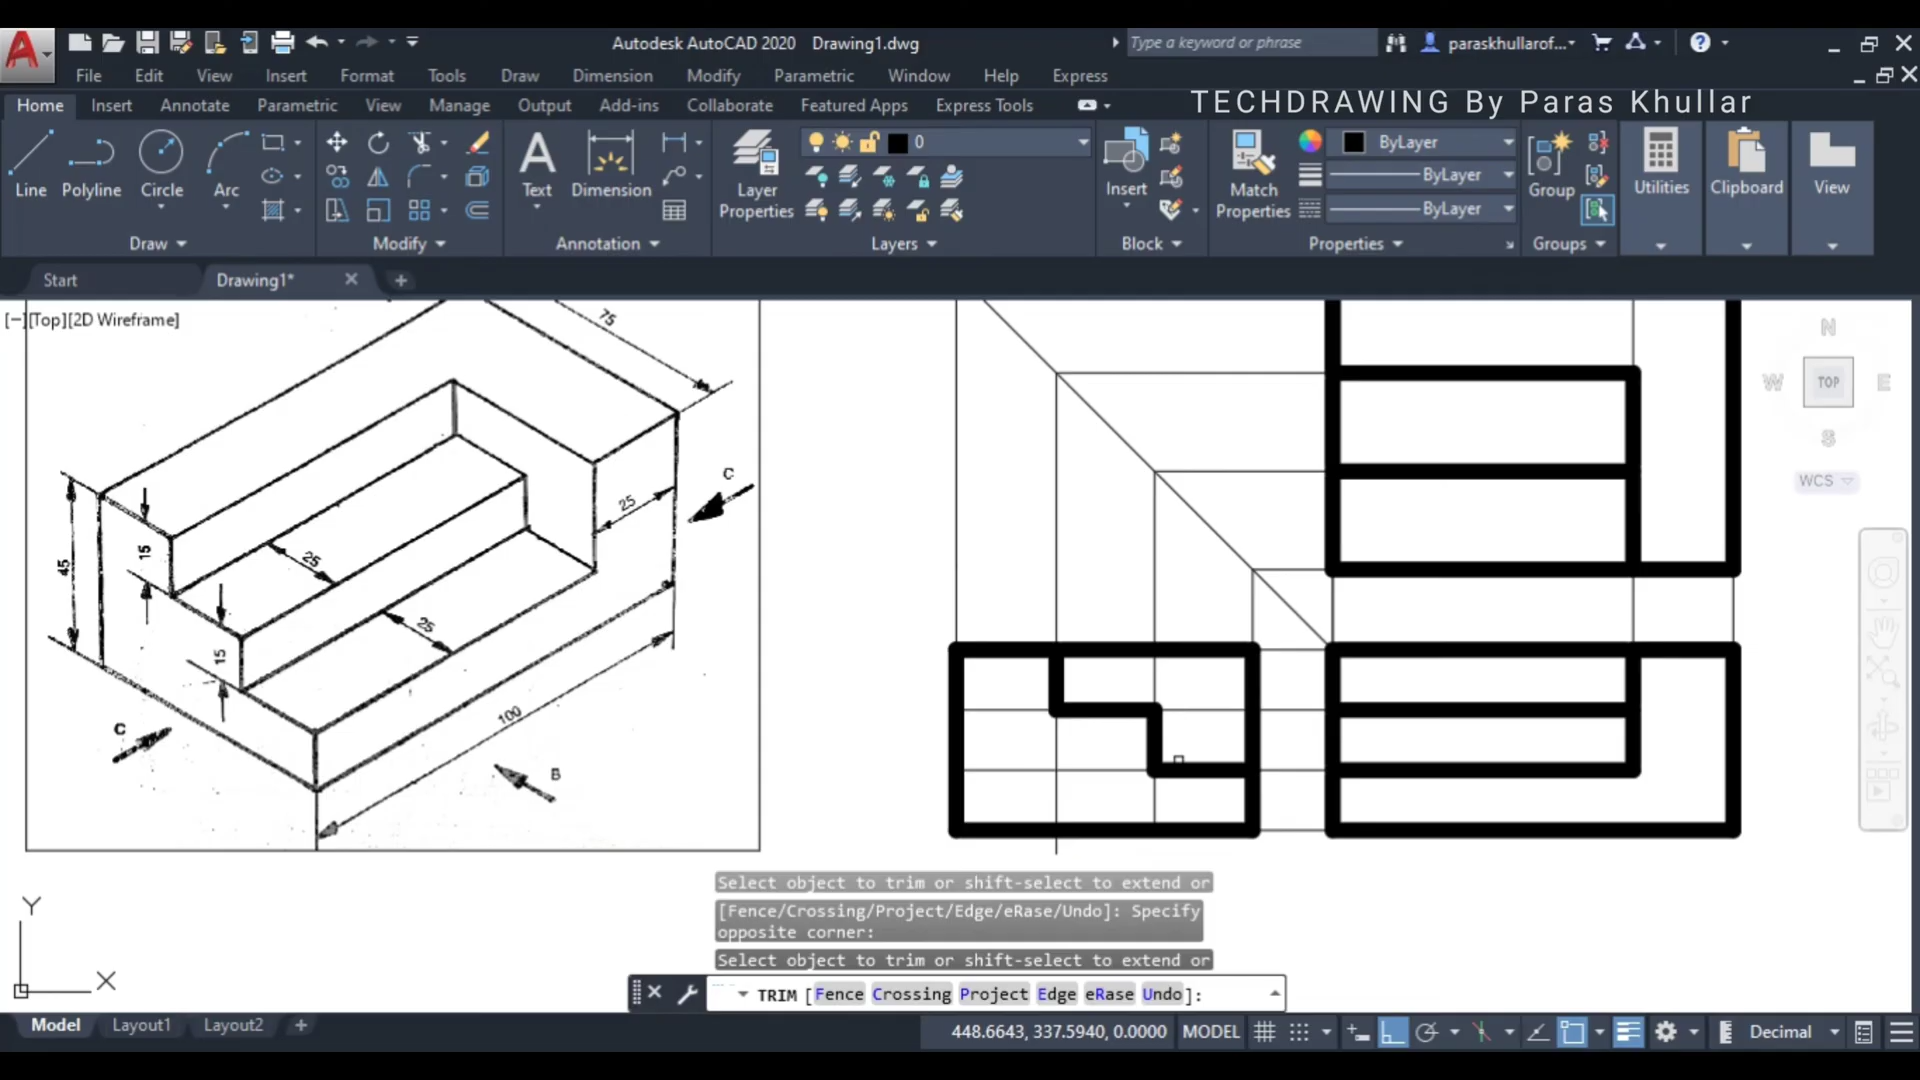 Autodesk AutoCAD 2020 Drawing1.dwg
Type a keyword or phrase
paraskhullarof...
File Edit View Insert Format Tools Draw Dimension Modify Parametric Window Help Express
Home Insert Annotate Parametric View Manage Output Add-ins Collaborate Featured Apps Express Tools
TECHDRAWING By Paras Khullar
Line Polyline Circle Arc
Text Dimension
Layer Properties
0
Insert
Match Properties
ByLayer
ByLayer
ByLayer
Group
Utilities
Clipboard
View
Draw
Modify
Annotation
Layers
Block
Properties
Groups
Start
Drawing1*
[−][Top][2D Wireframe]
75
C
25
45
15
25
15
25
100
C
B
N
W TOP E
S
WCS
Select object to trim or shift-select to extend or
[Fence/Crossing/Project/Edge/eRase/Undo]: Specify
opposite corner:
Select object to trim or shift-select to extend or
TRIM [Fence Crossing Project Edge eRase Undo]:
Y
X
Model Layout1 Layout2
448.6643, 337.5940, 0.0000 MODEL
Decimal